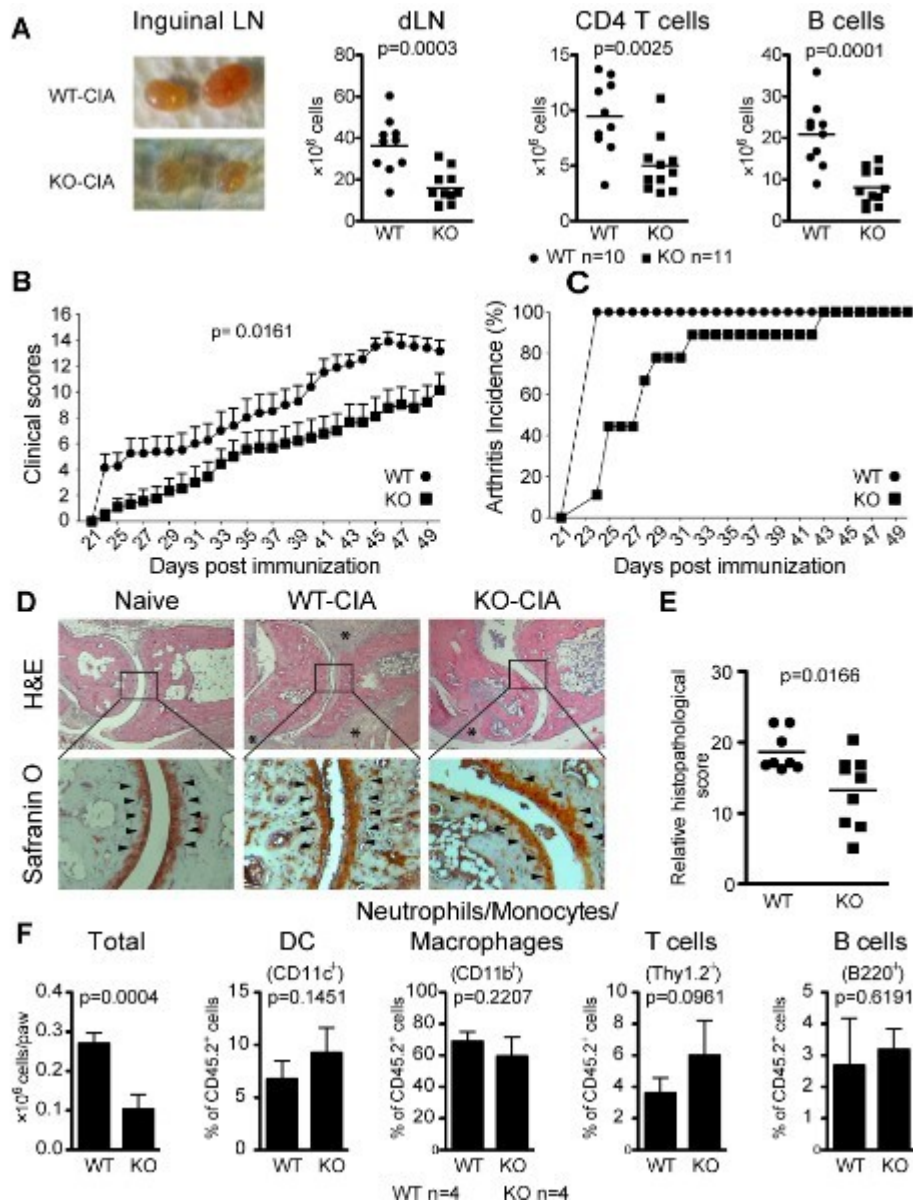 A
Inguinal LN
WT-CIA
KO-CIA
dLN
p=0.0003
×10⁶ cells
80
60
40
20
0
WT KO
CD4 T cells
p=0.0025
×10⁶ cells
15
10
5
0
WT KO
B cells
p=0.0001
×10⁶ cells
40
30
20
10
0
WT KO
WT n=10 KO n=11
B
p= 0.0161
Clinical scores
16
14
12
10
8
6
4
2
0
WT
KO
21 25 27 29 31 33 35 37 39 41 43 45 47 49
Days post immunization
C
Arthritis Incidence (%)
100
80
60
40
20
0
WT
KO
21 23 25 27 29 31 33 35 37 39 41 43 45 47 49
Days post immunization
D
Naive WT-CIA KO-CIA
H&E
* * * *
Safranin O
E
p=0.0166
Relative histopathological
score
30
20
10
0
WT KO
F
Total
p=0.0004
×10⁶ cells/paw
0.4
0.3
0.2
0.1
0.0
WT KO
DC
(CD11c⁺)
p=0.1451
% of CD45.2⁺ cells
15
10
5
0
WT KO
Neutrophils/Monocytes/
Macrophages
(CD11b⁺)
p=0.2207
% of CD45.2⁺ cells
100
80
60
40
20
0
WT KO
T cells
(Thy1.2⁺)
p=0.0961
% of CD45.2⁺ cells
10
8
6
4
2
0
WT KO
B cells
(B220⁺)
p=0.6191
% of CD45.2⁺ cells
5
4
3
2
1
0
WT KO
WT n=4 KO n=4